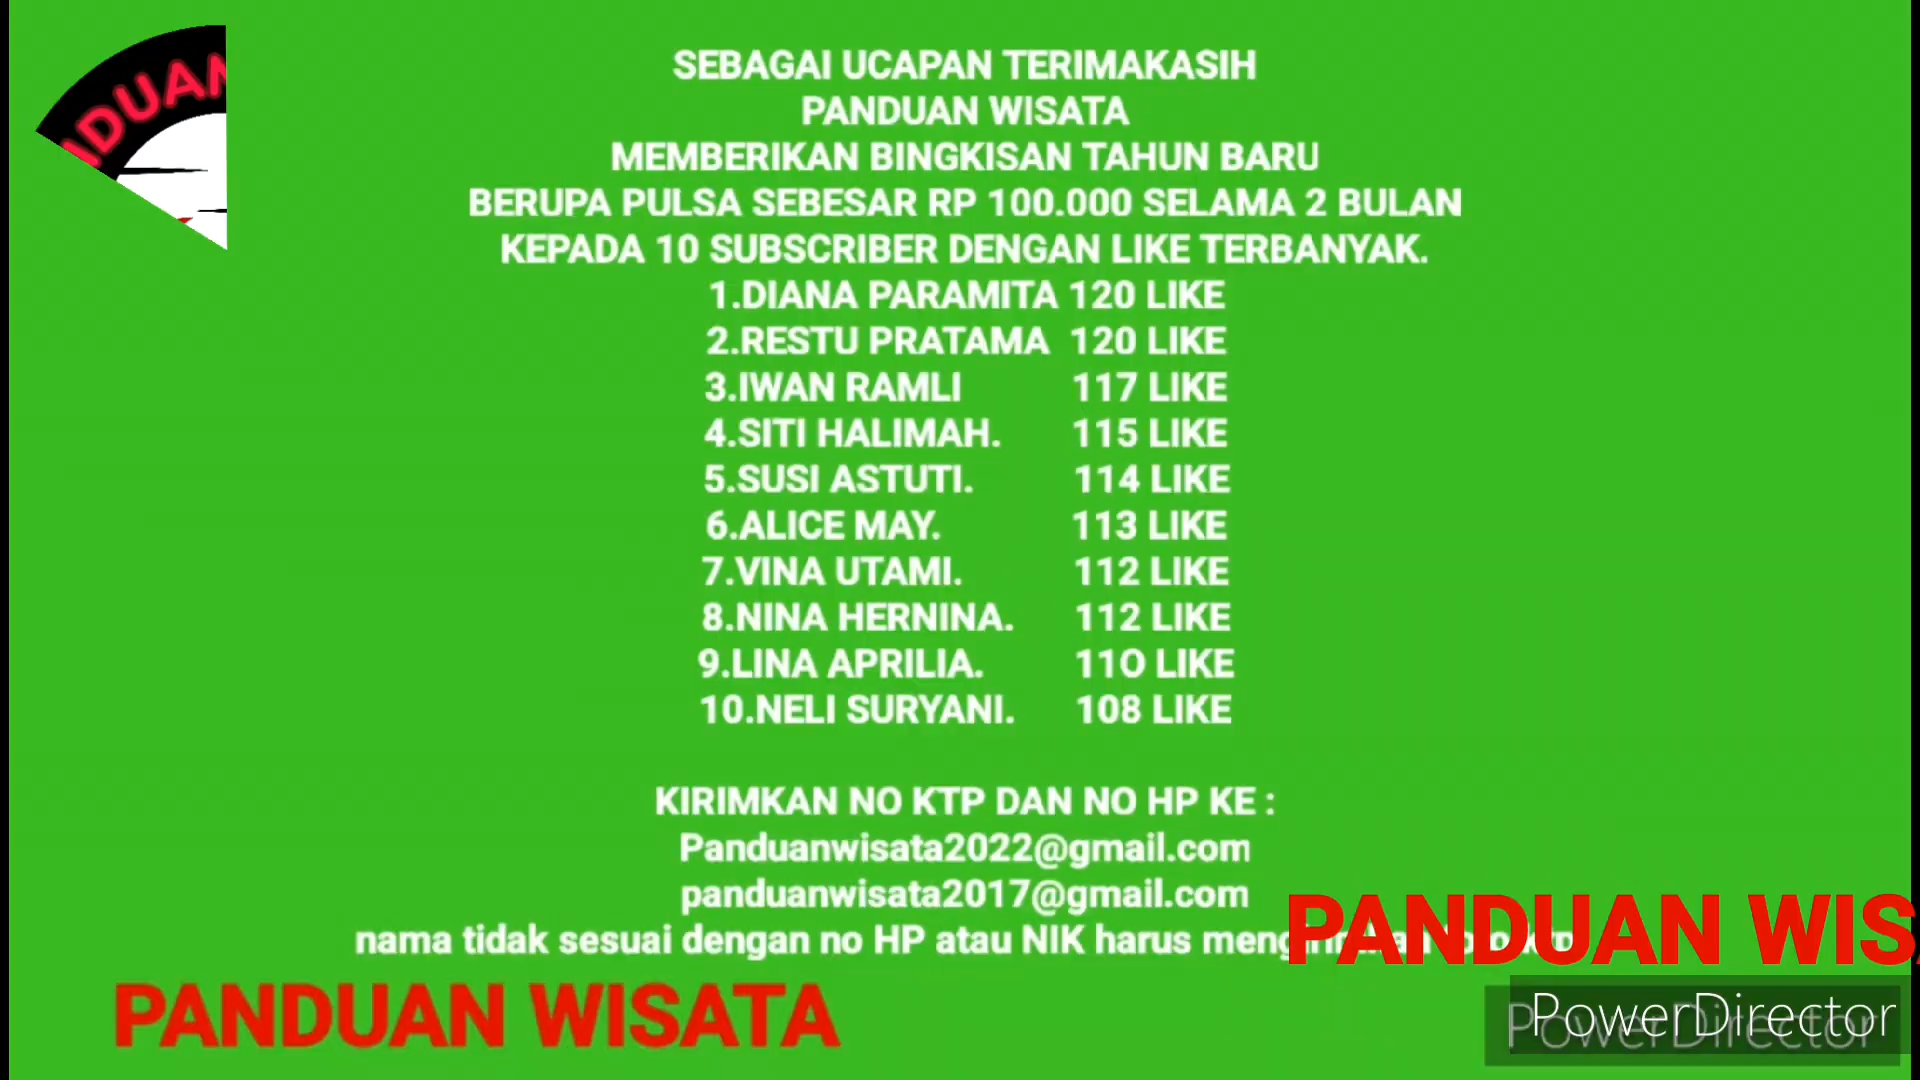 SEBAGAI UCAPAN TERIMAKASIH
PANDUAN WISATA
MEMBERIKAN BINGKISAN TAHUN BARU
BERUPA PULSA SEBESAR RP 100.000 SELAMA 2 BULAN
KEPADA 10 SUBSCRIBER DENGAN LIKE TERBANYAK.
1.DIANA PARAMITA 120 LIKE
2.RESTU PRATAMA 120 LIKE
3.IWAN RAMLI 117 LIKE
4.SITI HALIMAH. 115 LIKE
5.SUSI ASTUTI. 114 LIKE
6.ALICE MAY. 113 LIKE
7.VINA UTAMI. 112 LIKE
8.NINA HERNINA. 112 LIKE
9.LINA APRILIA. 11O LIKE
10.NELI SURYANI. 108 LIKE
KIRIMKAN NO KTP DAN NO HP KE :
Panduanwisata2022@gmail.com
panduanwisata2017@gmail.com
nama tidak sesuai dengan no HP atau NIK harus
PANDUAN WIS
PANDUAN WISATA
PowerDirector
PowerDirector